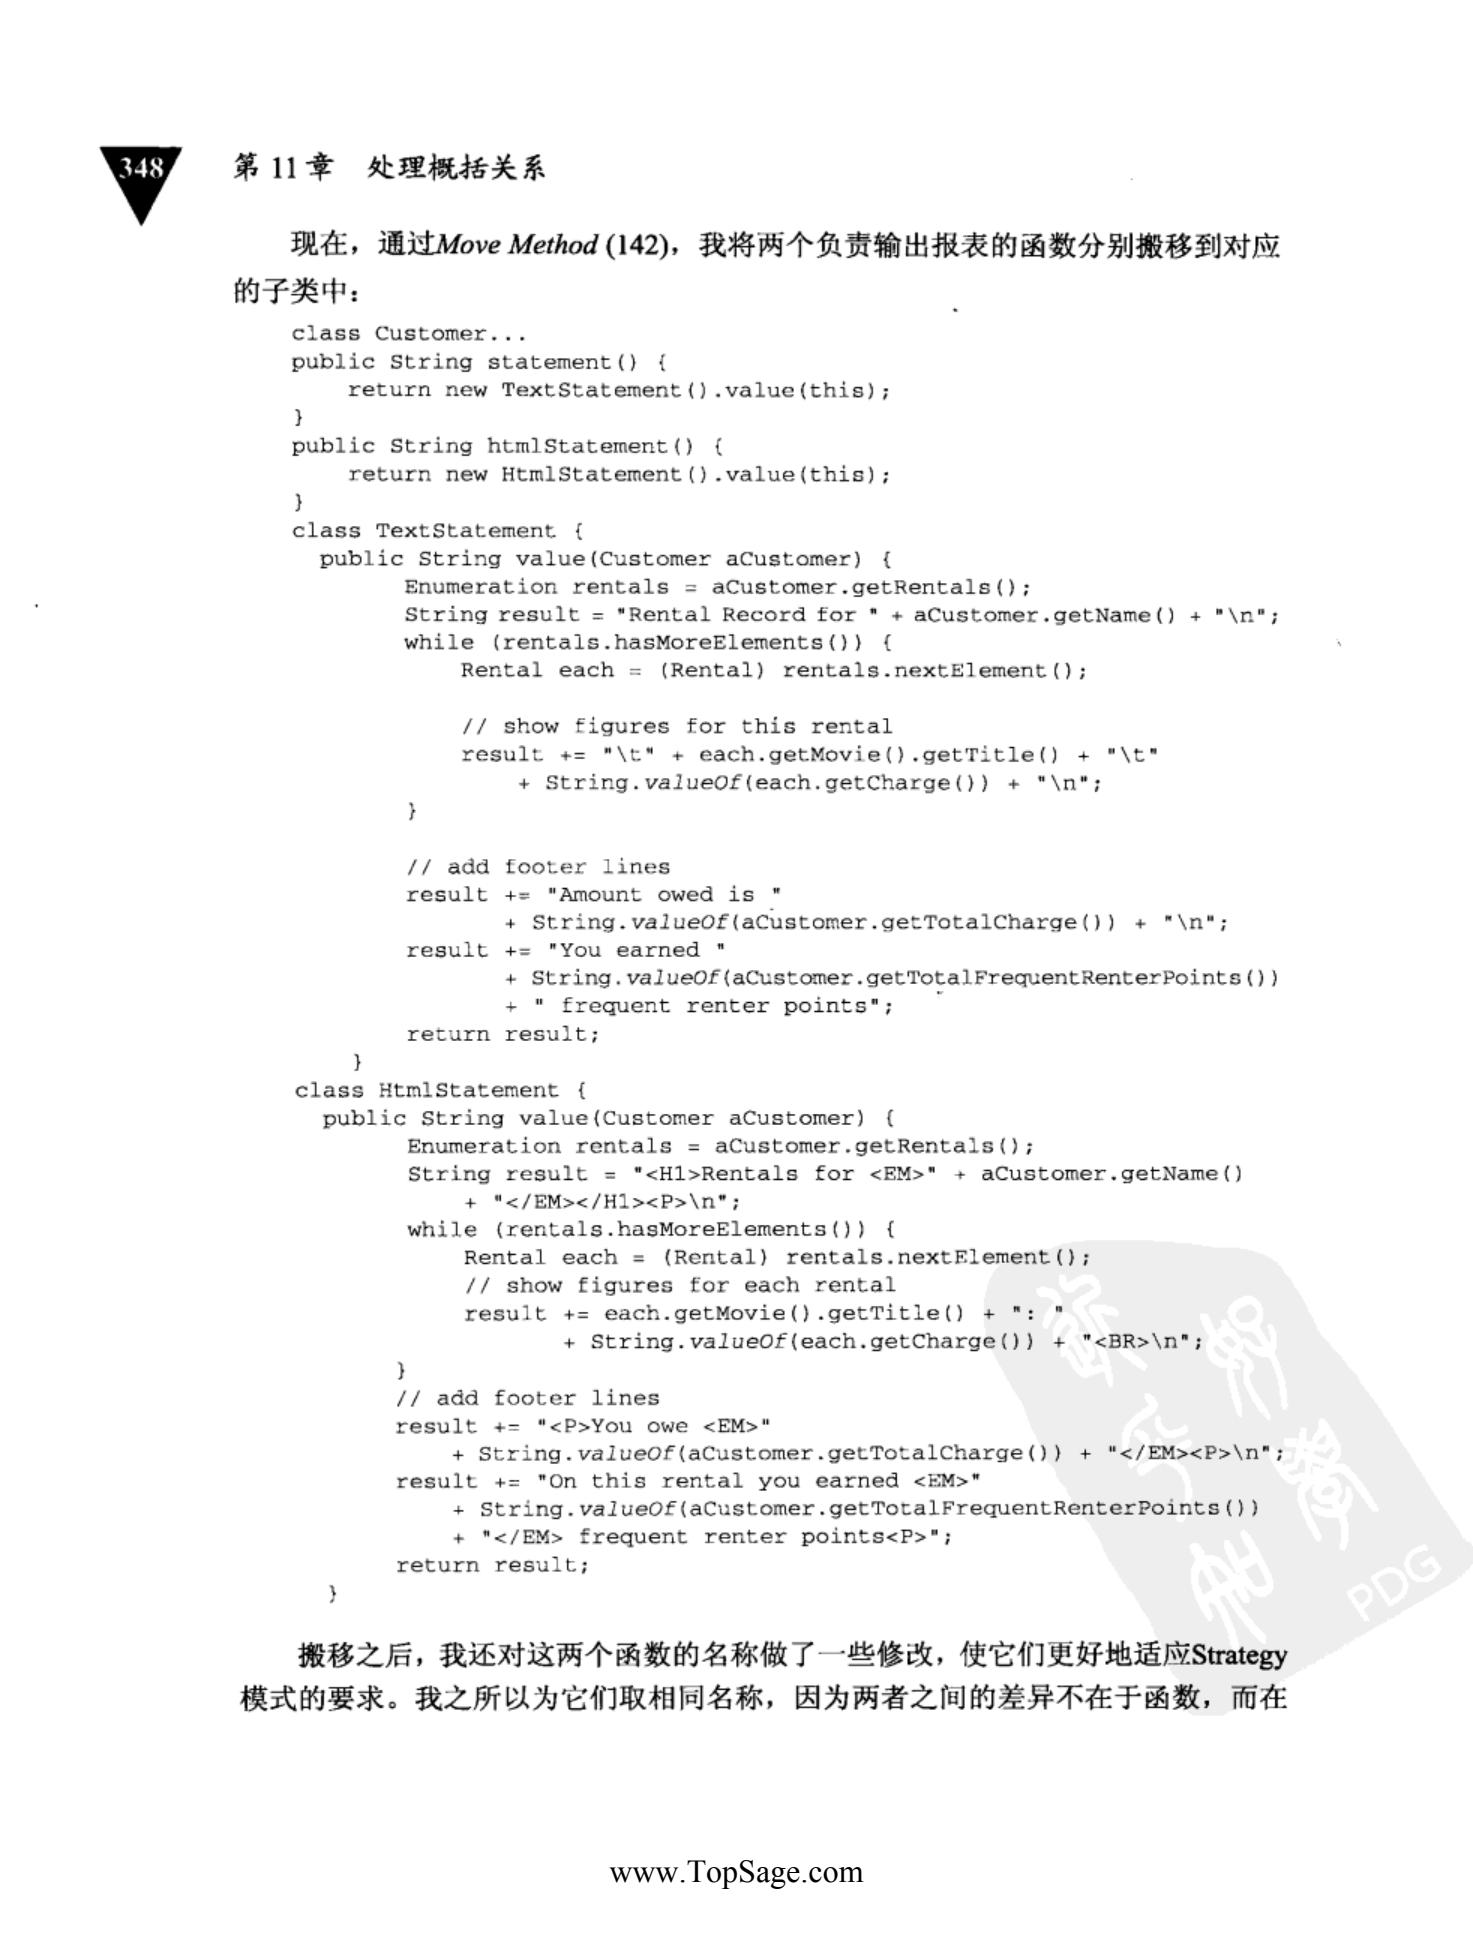 348
第 11 章 处理概括关系
现在，通过Move Method (142)，我将两个负责输出报表的函数分别搬移到对应
的子类中：
class Customer...
public String statement() {
    return new TextStatement().value(this);
}
public String htmlStatement() {
    return new HtmlStatement().value(this);
}
class TextStatement {
  public String value(Customer aCustomer) {
        Enumeration rentals = aCustomer.getRentals();
        String result = "Rental Record for " + aCustomer.getName() + "\n";
        while (rentals.hasMoreElements()) {
            Rental each = (Rental) rentals.nextElement();
            // show figures for this rental
            result += "\t" + each.getMovie().getTitle() + "\t"
                + String.valueOf(each.getCharge()) + "\n";
        }
        // add footer lines
        result += "Amount owed is "
               + String.valueOf(aCustomer.getTotalCharge()) + "\n";
        result += "You earned "
               + String.valueOf(aCustomer.getTotalFrequentRenterPoints())
               + " frequent renter points";
        return result;
    }
class HtmlStatement {
  public String value(Customer aCustomer) {
        Enumeration rentals = aCustomer.getRentals();
        String result = "<H1>Rentals for <EM>" + aCustomer.getName()
            + "</EM></H1><P>\n";
        while (rentals.hasMoreElements()) {
            Rental each = (Rental) rentals.nextElement();
            // show figures for each rental
            result += each.getMovie().getTitle() + ": "
                   + String.valueOf(each.getCharge()) + "<BR>\n";
        }
        // add footer lines
        result += "<P>You owe <EM>"
            + String.valueOf(aCustomer.getTotalCharge()) + "</EM><P>\n";
        result += "On this rental you earned <EM>"
            + String.valueOf(aCustomer.getTotalFrequentRenterPoints())
            + "</EM> frequent renter points<P>";
        return result;
   }
搬移之后，我还对这两个函数的名称做了一些修改，使它们更好地适应Strategy
模式的要求。我之所以为它们取相同名称，因为两者之间的差异不在于函数，而在
PDG
www.TopSage.com